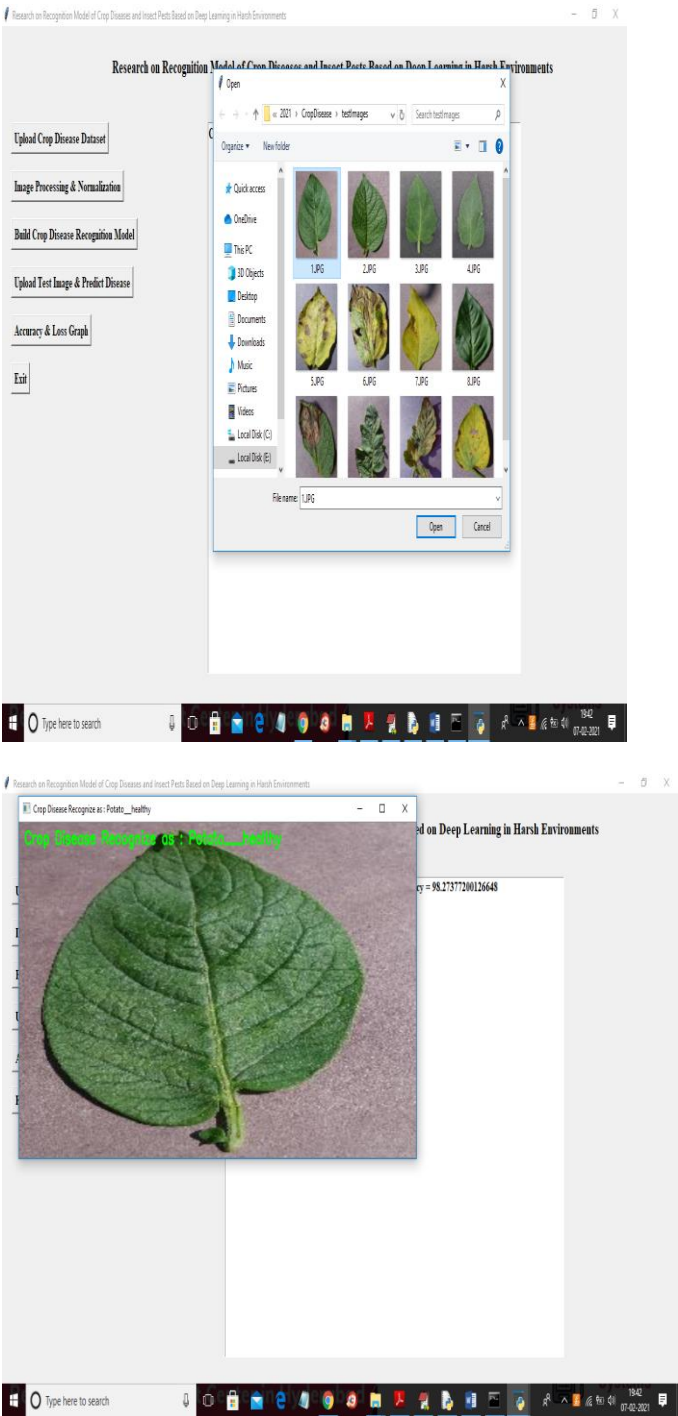 Research on Recognition Model of Crop Diseases and Insect Pests Based on Deep Learning in Harsh Environments
Research on Recognition Model of Crop Diseases and Insect Pests Based on Deep Learning in Harsh Environments
Open
« 2021 › CropDisease › testImages
Search testImages
Organize
New folder
Upload Crop Disease Dataset
Image Processing & Normalization
Build Crop Disease Recognition Model
Upload Test Image & Predict Disease
Accuracy & Loss Graph
Exit
Quick access
OneDrive
This PC
3D Objects
Desktop
Documents
Downloads
Music
Pictures
Videos
Local Disk (C:)
Local Disk (E:)
1.JPG 2.JPG 3.JPG 4.JPG
5.JPG 6.JPG 7.JPG 8.JPG
File name: 1.JPG
Open Cancel
Type here to search
19:42
07-02-2021
Research on Recognition Model of Crop Diseases and Insect Pests Based on Deep Learning in Harsh Environments
Crop Disease Recognize as : Potato__healthy
Crop Disease Recognize as : Potato___healthy
ed on Deep Learning in Harsh Environments
cy = 98.27377200126648
Type here to search
19:42
07-02-2021